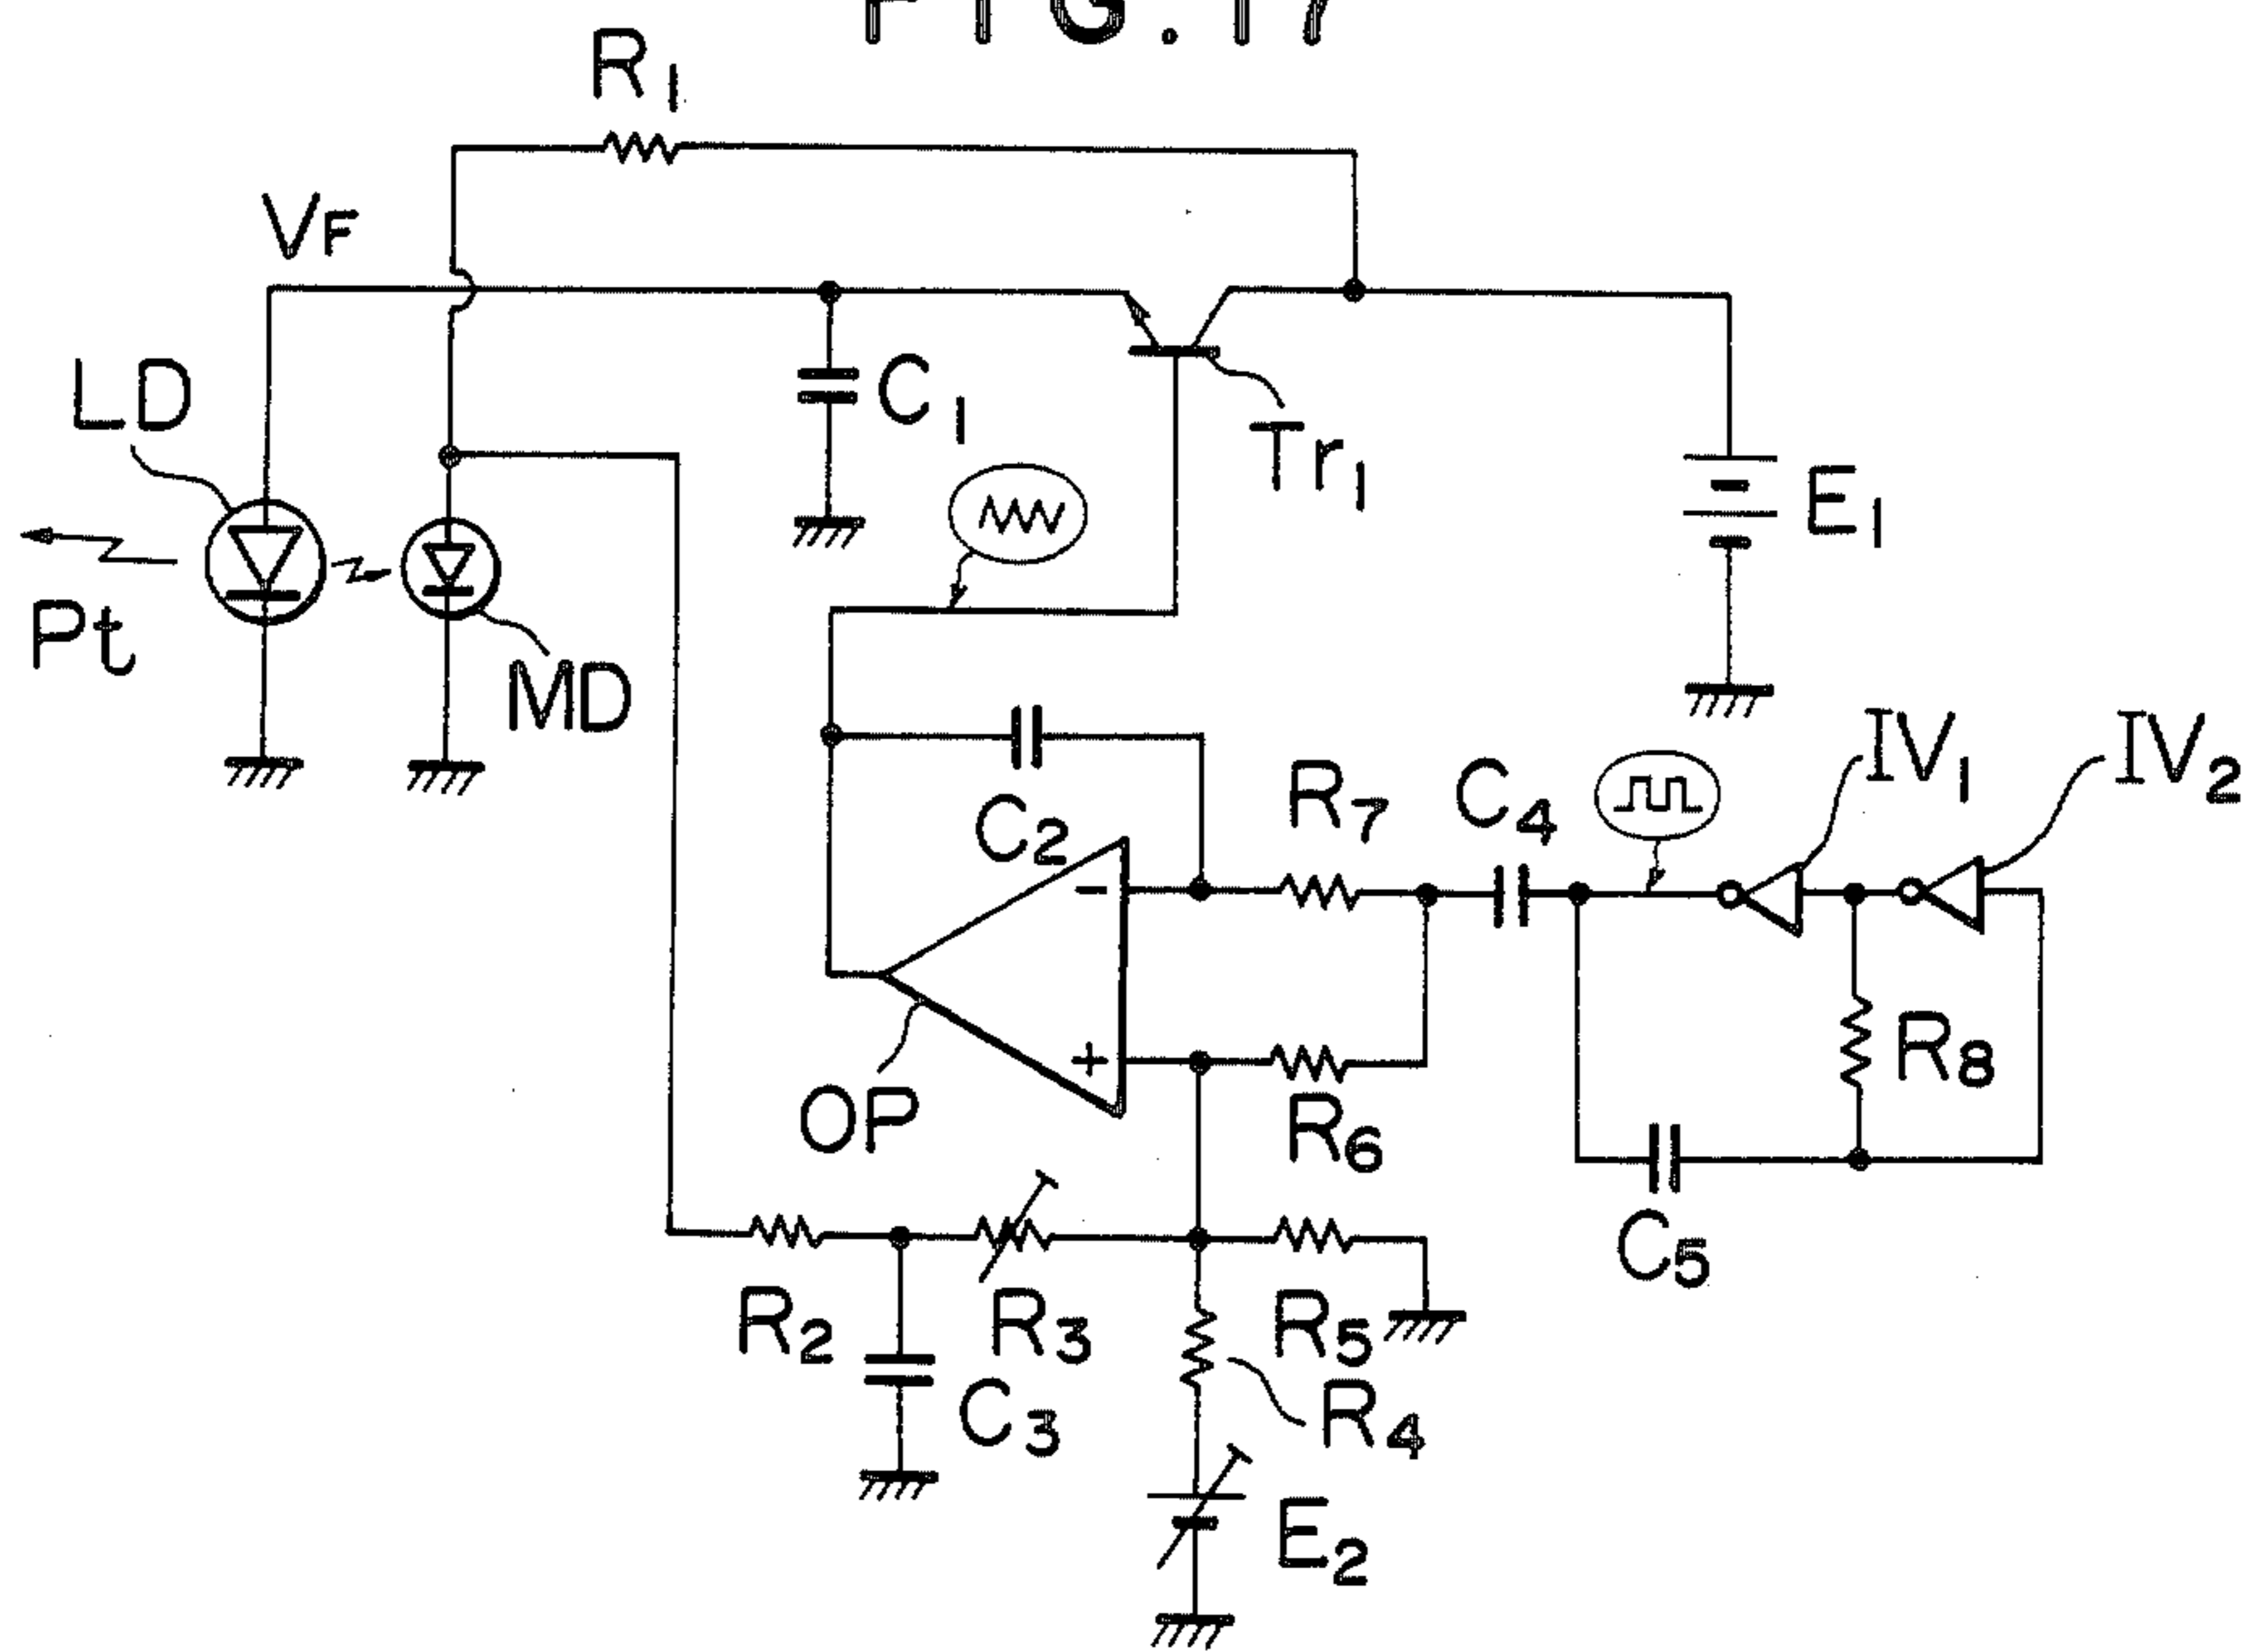 FIG.17
R1
VF
LD
C1
Tr1
E1
Pt
MD
IV1
IV2
C2
R7
C4
-
+
OP
R6
R8
C5
R2
R3
R5
C3
R4
E2